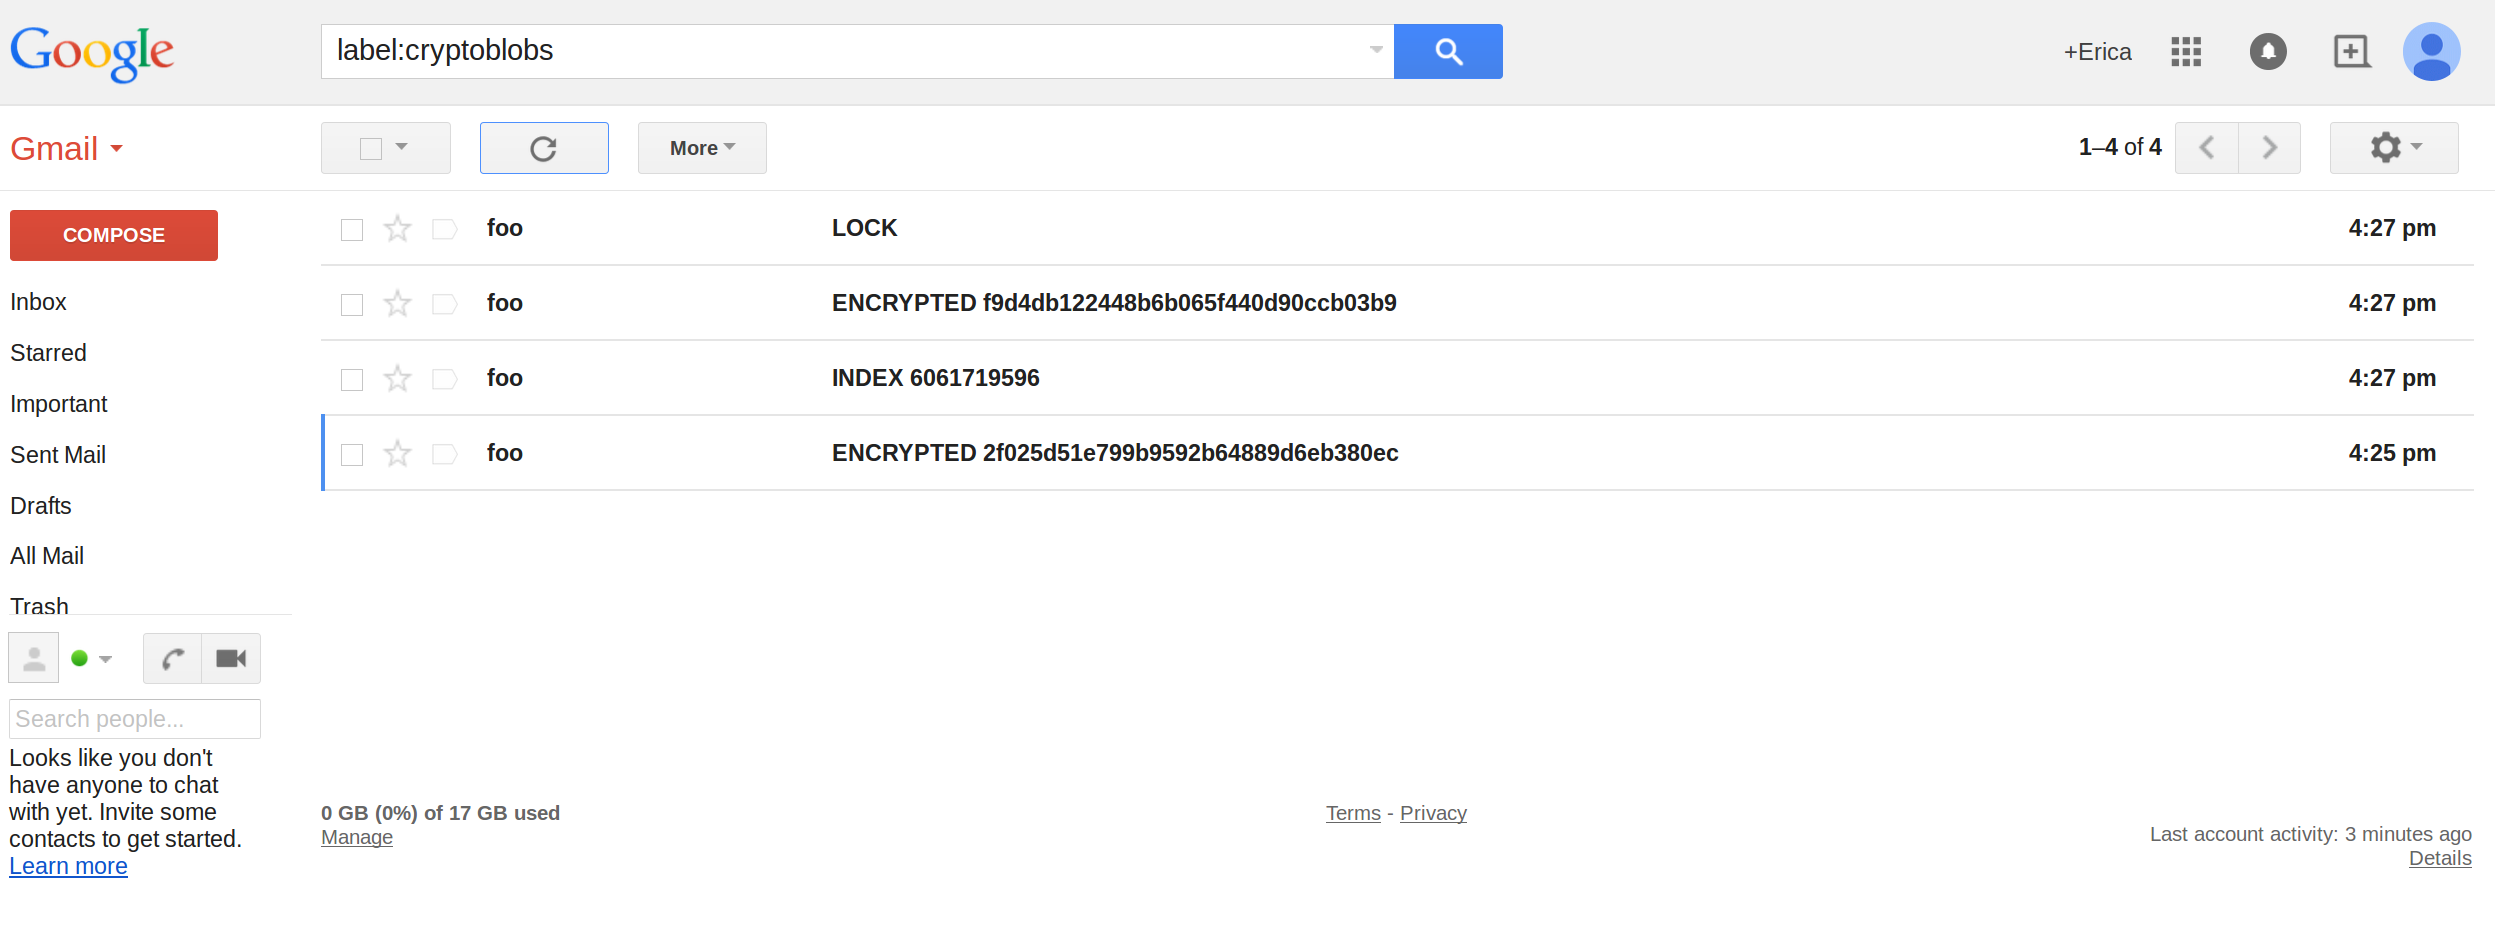 Google
label:cryptoblobs
+Erica
Gmail
More
1–4 of 4
COMPOSE
Inbox
Starred
Important
Sent Mail
Drafts
All Mail
Trash
foo LOCK 4:27 pm
foo ENCRYPTED f9d4db122448b6b065f440d90ccb03b9 4:27 pm
foo INDEX 6061719596 4:27 pm
foo ENCRYPTED 2f025d51e799b9592b64889d6eb380ec 4:25 pm
Search people...
Looks like you don't
have anyone to chat
with yet. Invite some
contacts to get started.
Learn more
0 GB (0%) of 17 GB used
Manage
Terms - Privacy
Last account activity: 3 minutes ago
Details